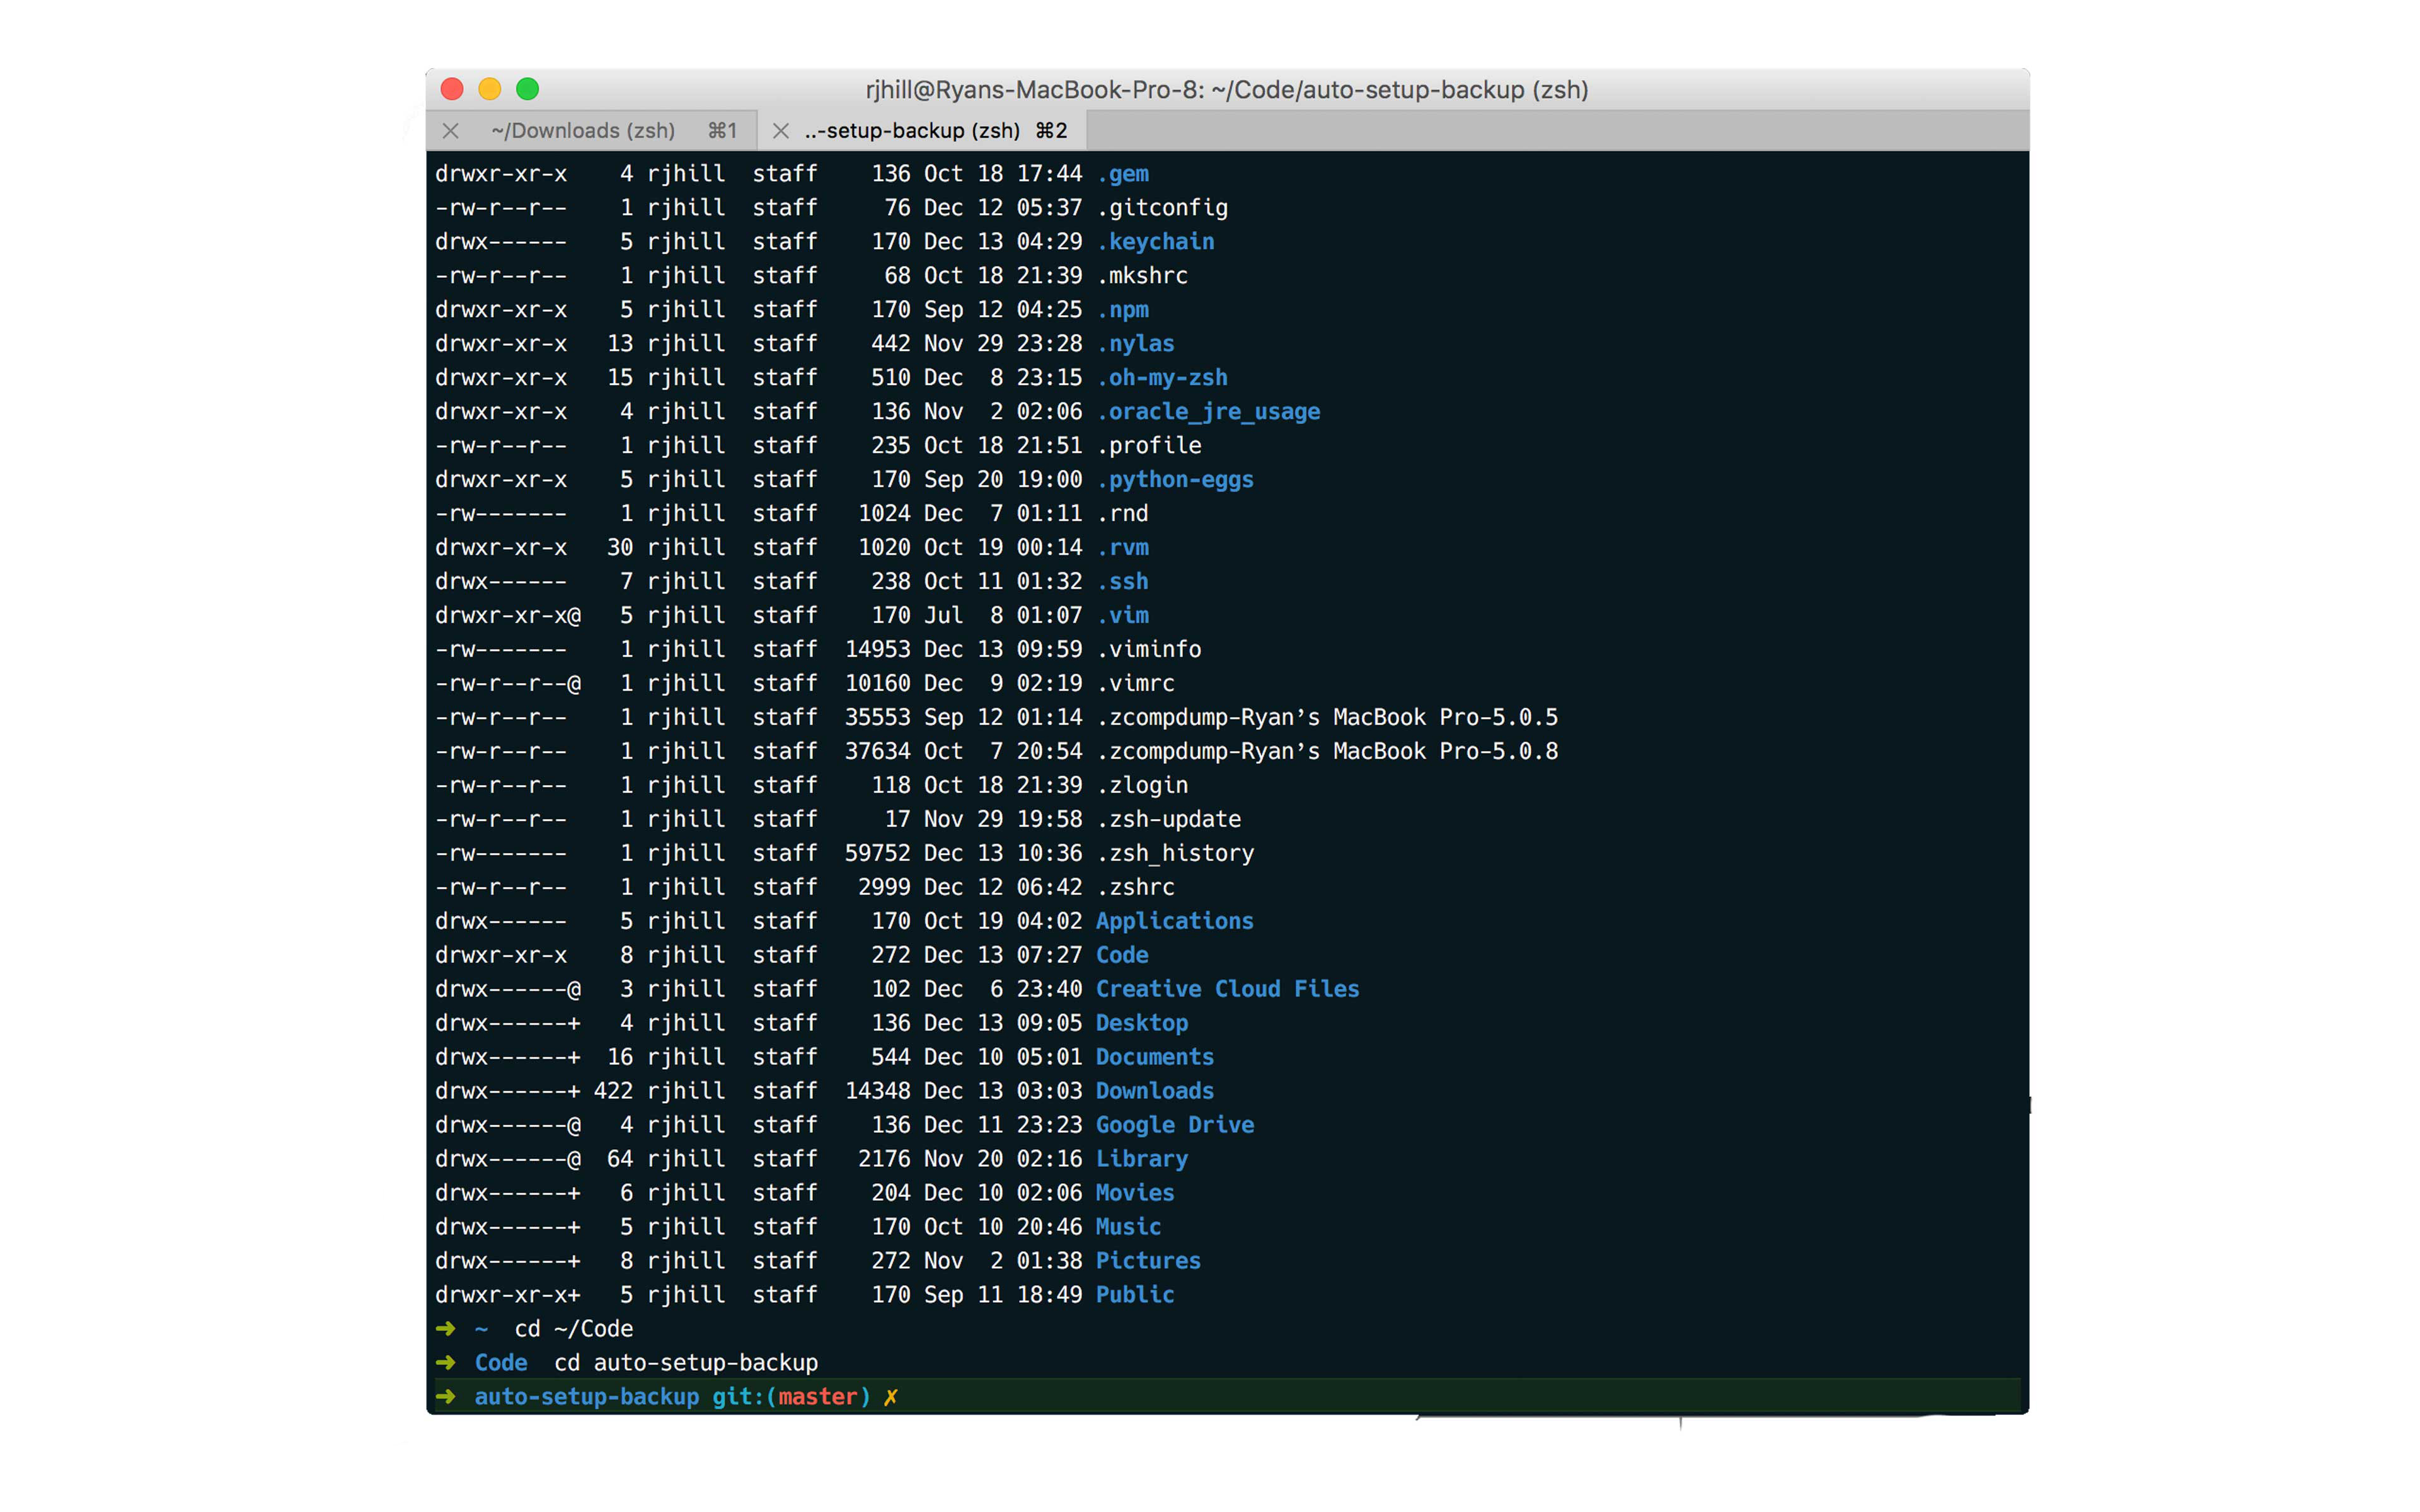 rjhill@Ryans-MacBook-Pro-8: ~/Code/auto-setup-backup (zsh)
~/Downloads (zsh) ⌘1 ..-setup-backup (zsh) ⌘2
drwxr-xr-x 4 rjhill staff 136 Oct 18 17:44 .gem
-rw-r--r-- 1 rjhill staff 76 Dec 12 05:37 .gitconfig
drwx------ 5 rjhill staff 170 Dec 13 04:29 .keychain
-rw-r--r-- 1 rjhill staff 68 Oct 18 21:39 .mkshrc
drwxr-xr-x 5 rjhill staff 170 Sep 12 04:25 .npm
drwxr-xr-x 13 rjhill staff 442 Nov 29 23:28 .nylas
drwxr-xr-x 15 rjhill staff 510 Dec 8 23:15 .oh-my-zsh
drwxr-xr-x 4 rjhill staff 136 Nov 2 02:06 .oracle_jre_usage
-rw-r--r-- 1 rjhill staff 235 Oct 18 21:51 .profile
drwxr-xr-x 5 rjhill staff 170 Sep 20 19:00 .python-eggs
-rw------- 1 rjhill staff 1024 Dec 7 01:11 .rnd
drwxr-xr-x 30 rjhill staff 1020 Oct 19 00:14 .rvm
drwx------ 7 rjhill staff 238 Oct 11 01:32 .ssh
drwxr-xr-x@ 5 rjhill staff 170 Jul 8 01:07 .vim
-rw------- 1 rjhill staff 14953 Dec 13 09:59 .viminfo
-rw-r--r--@ 1 rjhill staff 10160 Dec 9 02:19 .vimrc
-rw-r--r-- 1 rjhill staff 35553 Sep 12 01:14 .zcompdump-Ryan’s MacBook Pro-5.0.5
-rw-r--r-- 1 rjhill staff 37634 Oct 7 20:54 .zcompdump-Ryan’s MacBook Pro-5.0.8
-rw-r--r-- 1 rjhill staff 118 Oct 18 21:39 .zlogin
-rw-r--r-- 1 rjhill staff 17 Nov 29 19:58 .zsh-update
-rw------- 1 rjhill staff 59752 Dec 13 10:36 .zsh_history
-rw-r--r-- 1 rjhill staff 2999 Dec 12 06:42 .zshrc
drwx------ 5 rjhill staff 170 Oct 19 04:02 Applications
drwxr-xr-x 8 rjhill staff 272 Dec 13 07:27 Code
drwx------@ 3 rjhill staff 102 Dec 6 23:40 Creative Cloud Files
drwx------+ 4 rjhill staff 136 Dec 13 09:05 Desktop
drwx------+ 16 rjhill staff 544 Dec 10 05:01 Documents
drwx------+ 422 rjhill staff 14348 Dec 13 03:03 Downloads
drwx------@ 4 rjhill staff 136 Dec 11 23:23 Google Drive
drwx------@ 64 rjhill staff 2176 Nov 20 02:16 Library
drwx------+ 6 rjhill staff 204 Dec 10 02:06 Movies
drwx------+ 5 rjhill staff 170 Oct 10 20:46 Music
drwx------+ 8 rjhill staff 272 Nov 2 01:38 Pictures
drwxr-xr-x+ 5 rjhill staff 170 Sep 11 18:49 Public
➜ ~ cd ~/Code
➜ Code cd auto-setup-backup
➜ auto-setup-backup git:(master) ✗